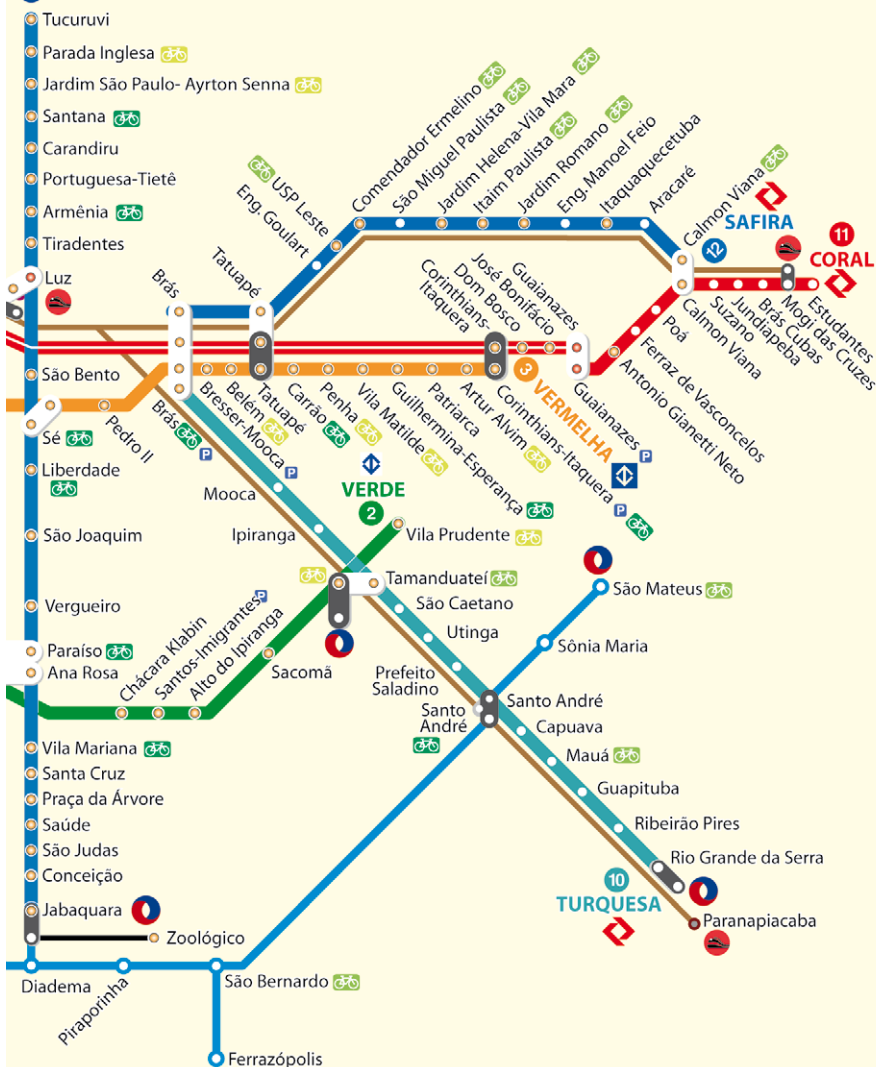 Tucuruvi
Parada Inglesa
Jardim São Paulo- Ayrton Senna
Santana
Carandiru
Portuguesa-Tietê
Armênia
Tiradentes
Luz
São Bento
Sé
Liberdade
São Joaquim
Vergueiro
Paraíso
Ana Rosa
Vila Mariana
Santa Cruz
Praça da Árvore
Saúde
São Judas
Conceição
Jabaquara
Zoológico
Diadema
Piraporinha
São Bernardo
Ferrazópolis
Pedro II
Brás
Brás
P
Bresser-Mooca
P
Belém
Tatuapé
Tatuapé
Carrão
Penha
Vila Matilde
Guilhermina-Esperança
Patriarca
Artur Alvim
Corinthians-Itaquera
P
3
VERMELHA
Eng. Goulart
USP Leste
Comendador Ermelino
São Miguel Paulista
Jardim Helena-Vila Mara
Itaim Paulista
Jardim Romano
Eng. Manoel Feio
Itaquaquecetuba
Aracaré
Calmon Viana
12
SAFIRA
11
CORAL
Corinthians-
Itaquera
Dom Bosco
José Bonifácio
Guaianazes
Guaianazes
P
Antonio Gianetti Neto
Ferraz de Vasconcelos
Poá
Calmon Viana
Suzano
Jundiapeba
Brás Cubas
Mogi das Cruzes
Estudantes
VERDE
2
Vila Prudente
Tamanduateí
Sacomã
Alto do Ipiranga
Santos-Imigrantes
P
Chácara Klabin
Mooca
Ipiranga
São Caetano
Utinga
Prefeito
Saladino
Santo
André
Santo André
Capuava
Mauá
Guapituba
Ribeirão Pires
Rio Grande da Serra
10
TURQUESA
Paranapiacaba
São Mateus
Sônia Maria